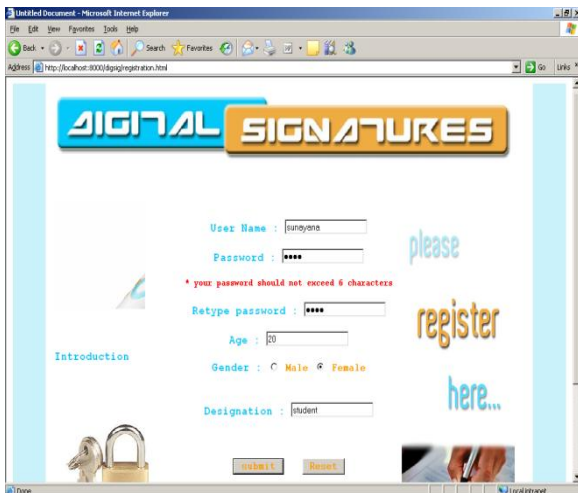 Untitled Document - Microsoft Internet Explorer
File Edit View Favorites Tools Help
Back Search Favorites
Address http://localhost:8000/digsig/registration.html Go Links
DIGITAL SIGNATURES
User Name : sunayana
Password : ••••
* your password should not exceed 6 characters
Retype password : ••••
Age : 20
Gender : Male Female
Designation : student
submit Reset
Introduction
please
register
here...
Done Local intranet